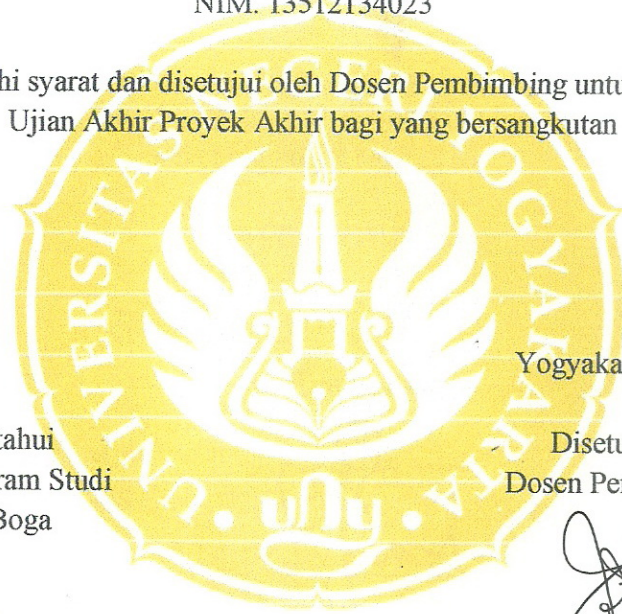 NIM. 13512134023
hi syarat dan disetujui oleh Dosen Pembimbing untu
Ujian Akhir Proyek Akhir bagi yang bersangkutan
UNIVERSITAS NEGERI YOGYAKARTA
Yogyaka
tahui
Disetu
ram Studi
Dosen Pe
Boga
uny